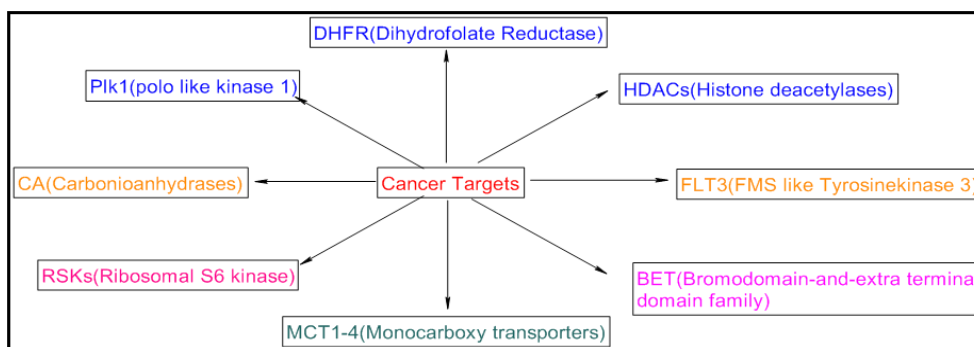 DHFR(Dihydrofolate Reductase)
Plk1(polo like kinase 1)
HDACs(Histone deacetylases)
CA(Carbonioanhydrases)
Cancer Targets
FLT3(FMS like Tyrosinekinase 3)
RSKs(Ribosomal S6 kinase)
BET(Bromodomain-and-extra termina
domain family)
MCT1-4(Monocarboxy transporters)